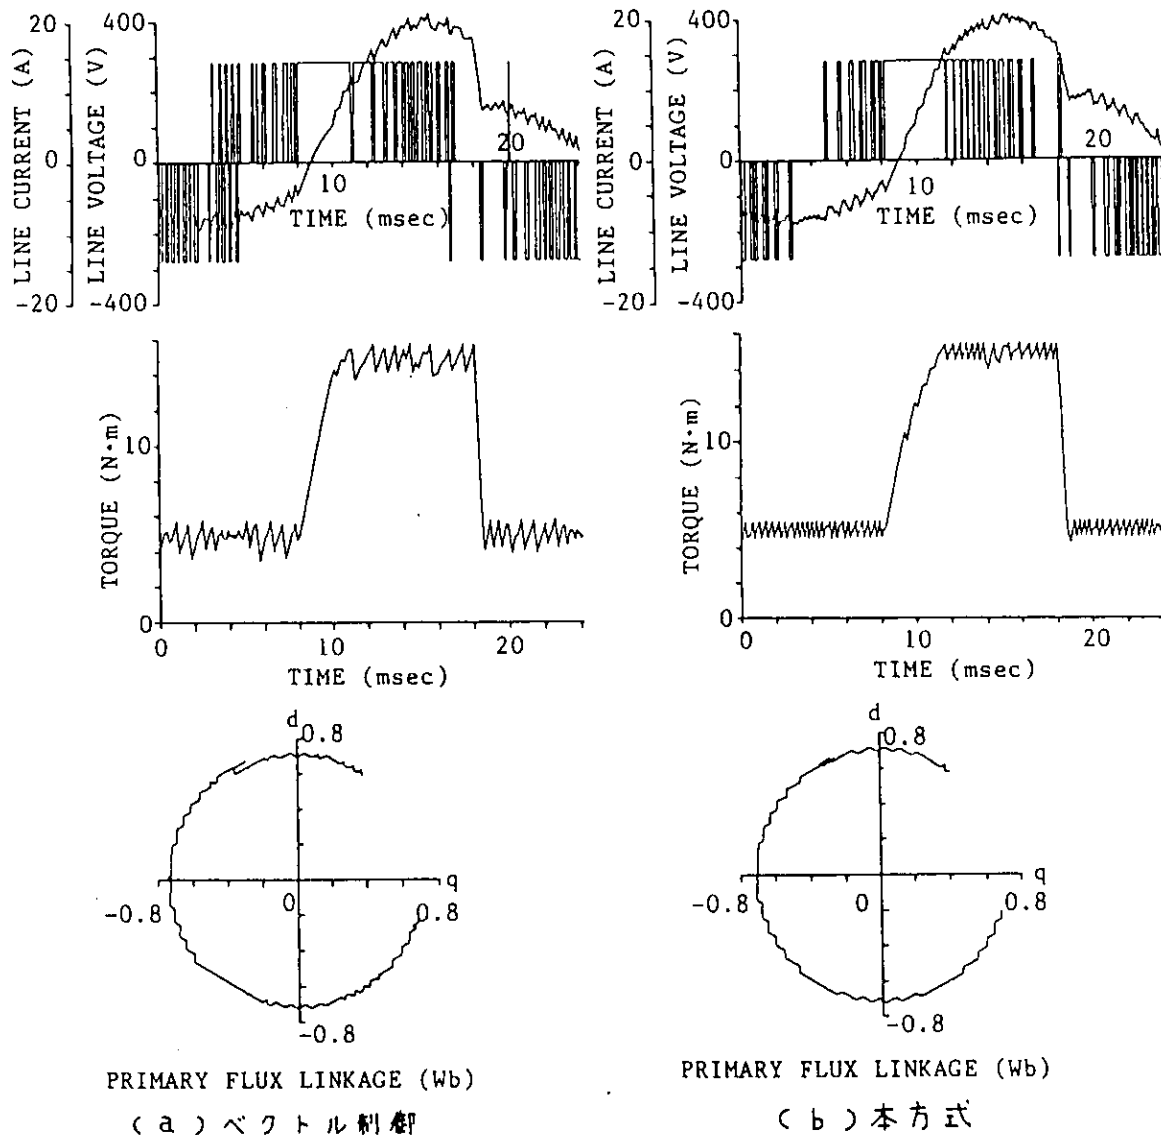 LINE CURRENT (A)
20
0
-20
LINE VOLTAGE (V)
400
0
-400
10
20
TIME (msec)
LINE CURRENT (A)
20
0
-20
LINE VOLTAGE (V)
400
0
-400
10
20
TIME (msec)
TORQUE (N·m)
10
0
0
10
20
TIME (msec)
TORQUE (N·m)
10
0
0
10
20
TIME (msec)
d
0.8
q
-0.8
0
0.8
-0.8
PRIMARY FLUX LINKAGE (Wb)
(a)ベクトル制御
d
0.8
q
-0.8
0
0.8
-0.8
PRIMARY FLUX LINKAGE (Wb)
(b)本方式